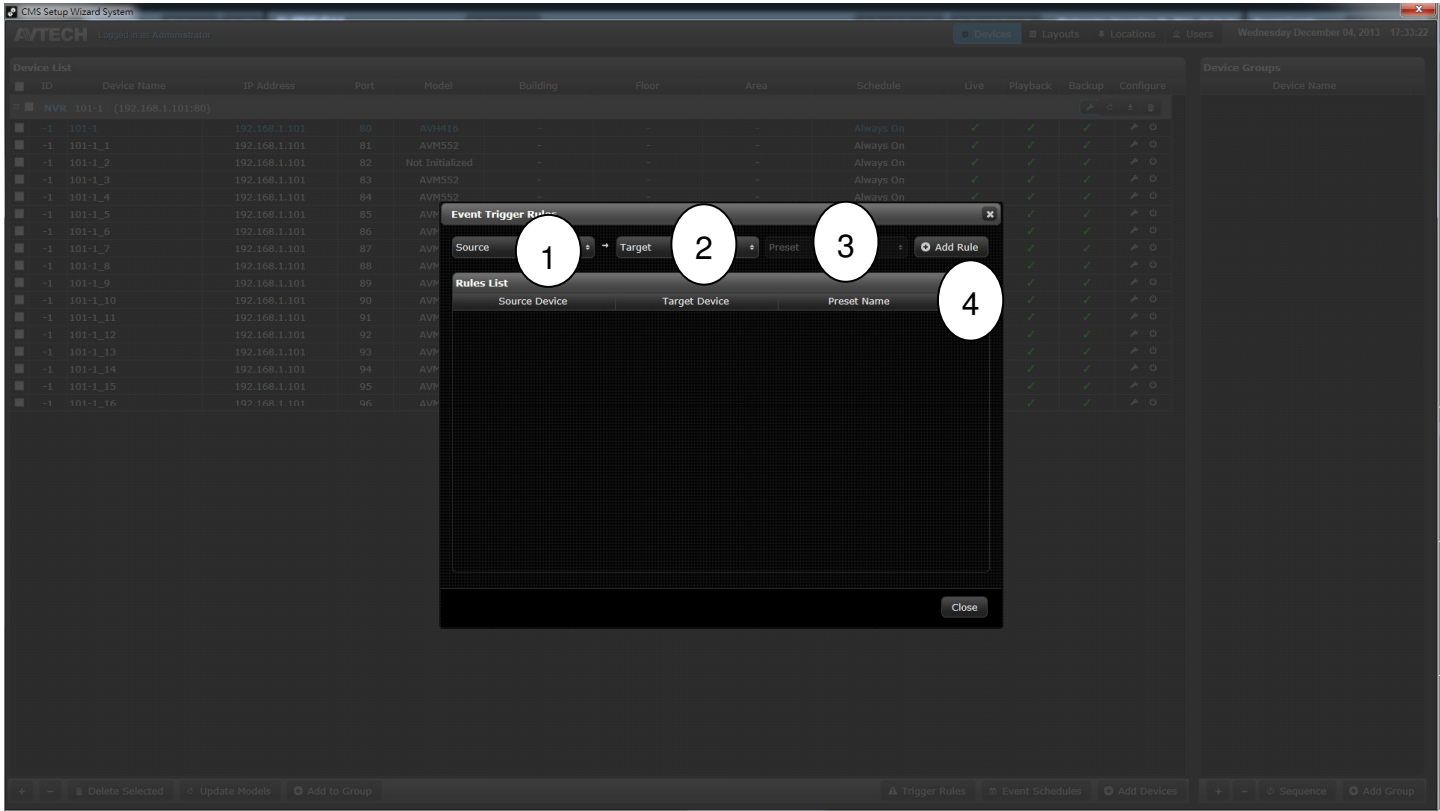 CMS Setup Wizard System
AVTECH Logged in as Administrator Devices Layouts Locations Users Wednesday December 04, 2013 17:33:22
Device List Device Groups
ID Device Name IP Address Port Model Building Floor Area Schedule Live Playback Backup Configure Device Name
NVR 101-1 (192.168.1.101:80)
-1 101-1 192.168.1.101 80 AVH416 - - - Always On
-1 101-1_1 192.168.1.101 81 AVM552 - - - Always On
-1 101-1_2 192.168.1.101 82 Not Initialized - - - Always On
-1 101-1_3 192.168.1.101 83 AVM552 - - - Always On
-1 101-1_4 192.168.1.101 84 AVM552 - - - Always On
-1 101-1_5 192.168.1.101 85
-1 101-1_6 192.168.1.101 86
-1 101-1_7 192.168.1.101 87
-1 101-1_8 192.168.1.101 88
-1 101-1_9 192.168.1.101 89
-1 101-1_10 192.168.1.101 90
-1 101-1_11 192.168.1.101 91
-1 101-1_12 192.168.1.101 92
-1 101-1_13 192.168.1.101 93
-1 101-1_14 192.168.1.101 94
-1 101-1_15 192.168.1.101 95
-1 101-1_16 192.168.1.101 96
Event Trigger Rules
Source 1 → Target 2 Preset 3 Add Rule
Rules List
Source Device Target Device Preset Name 4
Close
+ − Delete Selected Update Models Add to Group Trigger Rules Event Schedules Add Devices + − Sequence Add Group